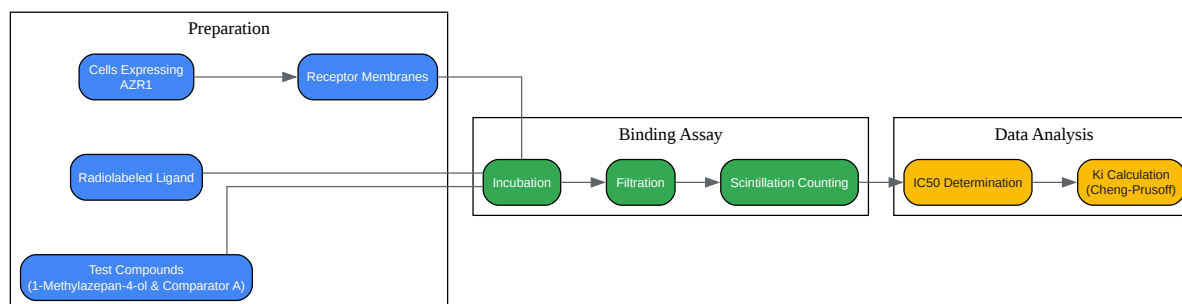 Preparation
Cells Expressing
AZR1
Receptor Membranes
Radiolabeled Ligand
Test Compounds
(1-Methylazepan-4-ol & Comparator A)
Binding Assay
Incubation
Filtration
Scintillation Counting
Data Analysis
IC50 Determination
Ki Calculation
(Cheng-Prusoff)